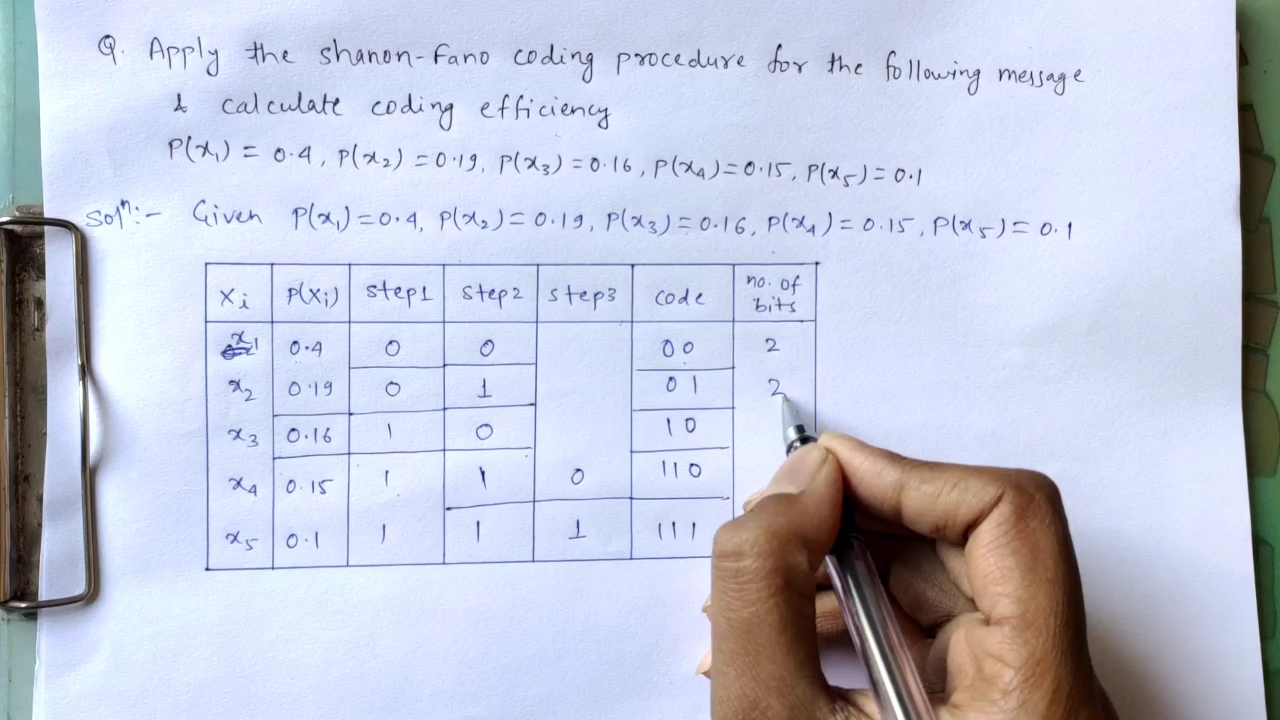 Q. Apply the shanon-Fano coding procedure for the following message
& calculate coding efficiency
P(x₁) = 0.4, P(x₂) = 0.19, P(x₃) = 0.16, P(x₄) = 0.15, P(x₅) = 0.1
Solⁿ:- Given P(x₁) = 0.4, P(x₂) = 0.19, P(x₃) = 0.16, P(x₄) = 0.15, P(x₅) = 0.1
Xi P(Xi) step1 step2 step3 code no. of bits
x₁ 0.4 0 0 00 2
x₂ 0.19 0 1 01 2
x₃ 0.16 1 0 10
x₄ 0.15 1 1 0 110
x₅ 0.1 1 1 1 111